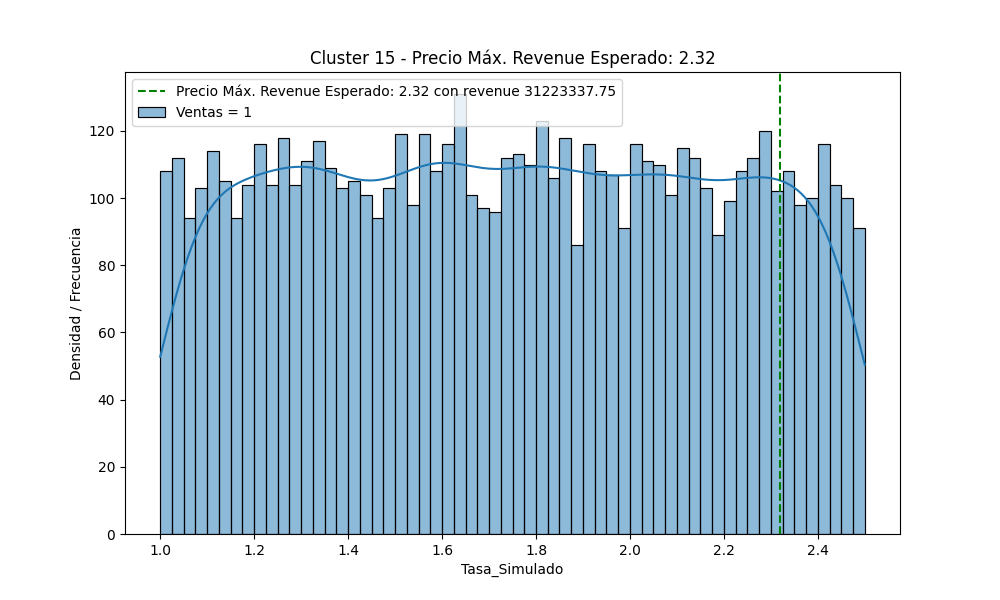 Cluster 15 - Precio Máx. Revenue Esperado: 2.32
Precio Máx. Revenue Esperado: 2.32 con revenue 31223337.75
Ventas = 1
Densidad / Frecuencia
120
100
80
60
40
20
0
1.0 1.2 1.4 1.6 1.8 2.0 2.2 2.4
Tasa_Simulado